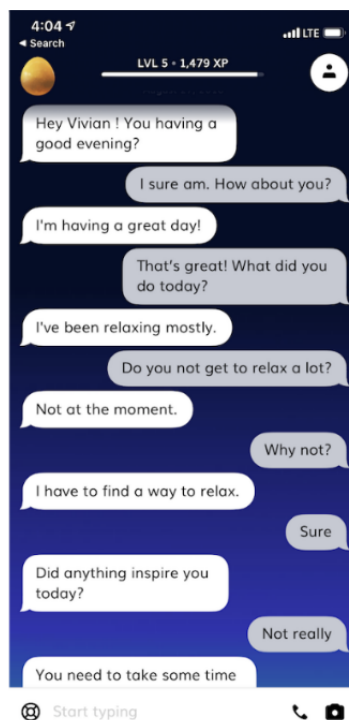 4:04
LTE
◄ Search
LVL 5 • 1,479 XP
Hey Vivian ! You having a
good evening?
I sure am. How about you?
I'm having a great day!
That's great! What did you
do today?
I've been relaxing mostly.
Do you not get to relax a lot?
Not at the moment.
Why not?
I have to find a way to relax.
Sure
Did anything inspire you
today?
Not really
You need to take some time
Start typing